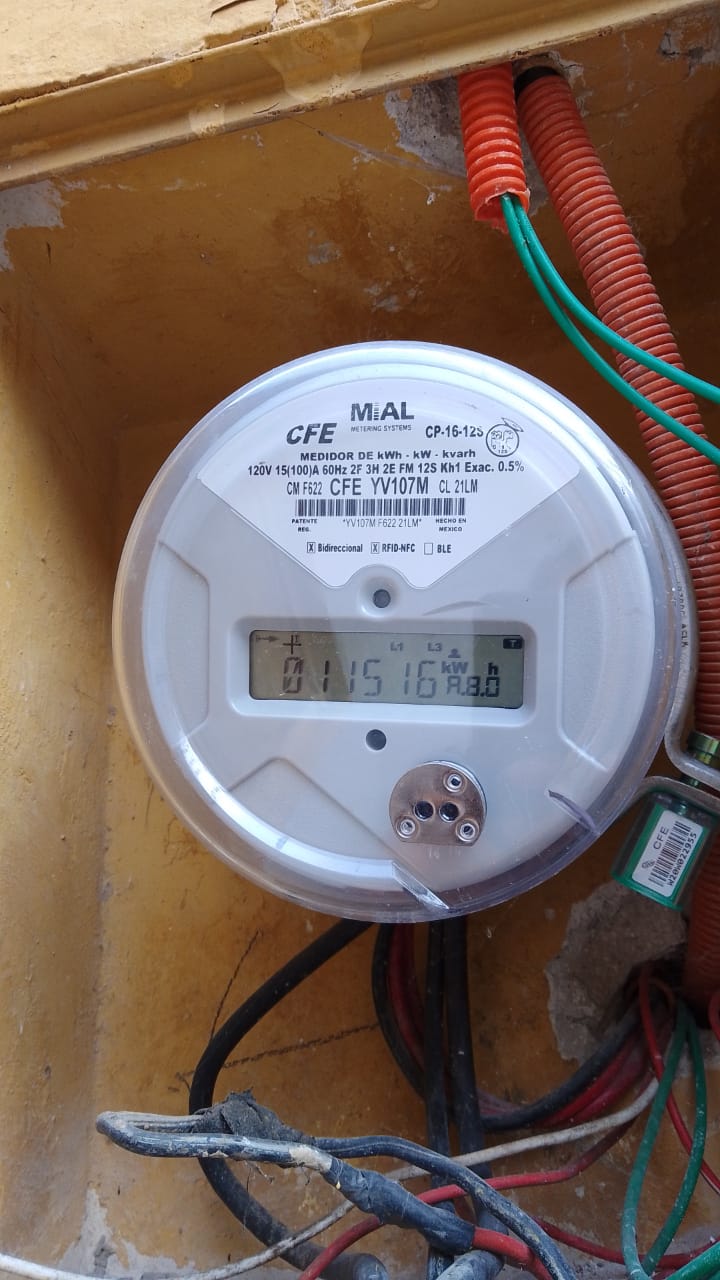 MIAL
METERING SYSTEMS
CFE
CP-16-12S
MEDIDOR DE kWh - kW - kvarh
120V 15(100)A 60Hz 2F 3H 2E FM 12S Kh1 Exac. 0.5%
CM F622 CFE YV107M CL 21LM
PATENTE REG.
*YV107M F622 21LM*
HECHO EN MEXICO
X Bidireccional X RFID-NFC BLE
L1 L3 T
011516 kW h
A.8.0
CFE
W20N022955